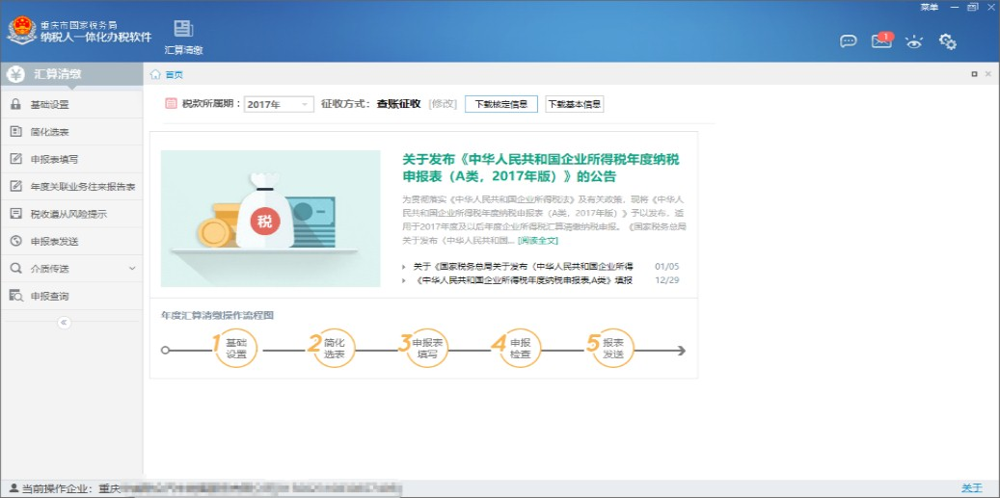 菜单
重庆市国家税务局
纳税人一体化办税软件
汇算清缴
1
汇算清缴
首页
基础设置
简化选表
申报表填写
年度关联业务往来报告表
税收遵从风险提示
申报表发送
介质传送
申报查询
税款所属期：2017年 征收方式：查账征收 [修改] 下载核定信息 下载基本信息
税
关于发布《中华人民共和国企业所得税年度纳税
申报表（A类，2017年版）》的公告
为贯彻落实《中华人民共和国企业所得税法》及有关政策，现将《中华人
民共和国企业所得税年度纳税申报表（A类，2017年版）》予以发布，适
用于2017年度及以后年度企业所得税汇算清缴纳税申报。《国家税务总局
关于发布《中华人民共和国... [阅读全文]
关于《国家税务总局关于发布（中华人民共和国企业所得 01/05
《中华人民共和国企业所得税年度纳税申报表,A类》填报 12/29
年度汇算清缴操作流程图
1 基础
设置
2 简化
选表
3 申报表
填写
4 申报
检查
5 报表
发送
当前操作企业：重庆
关于